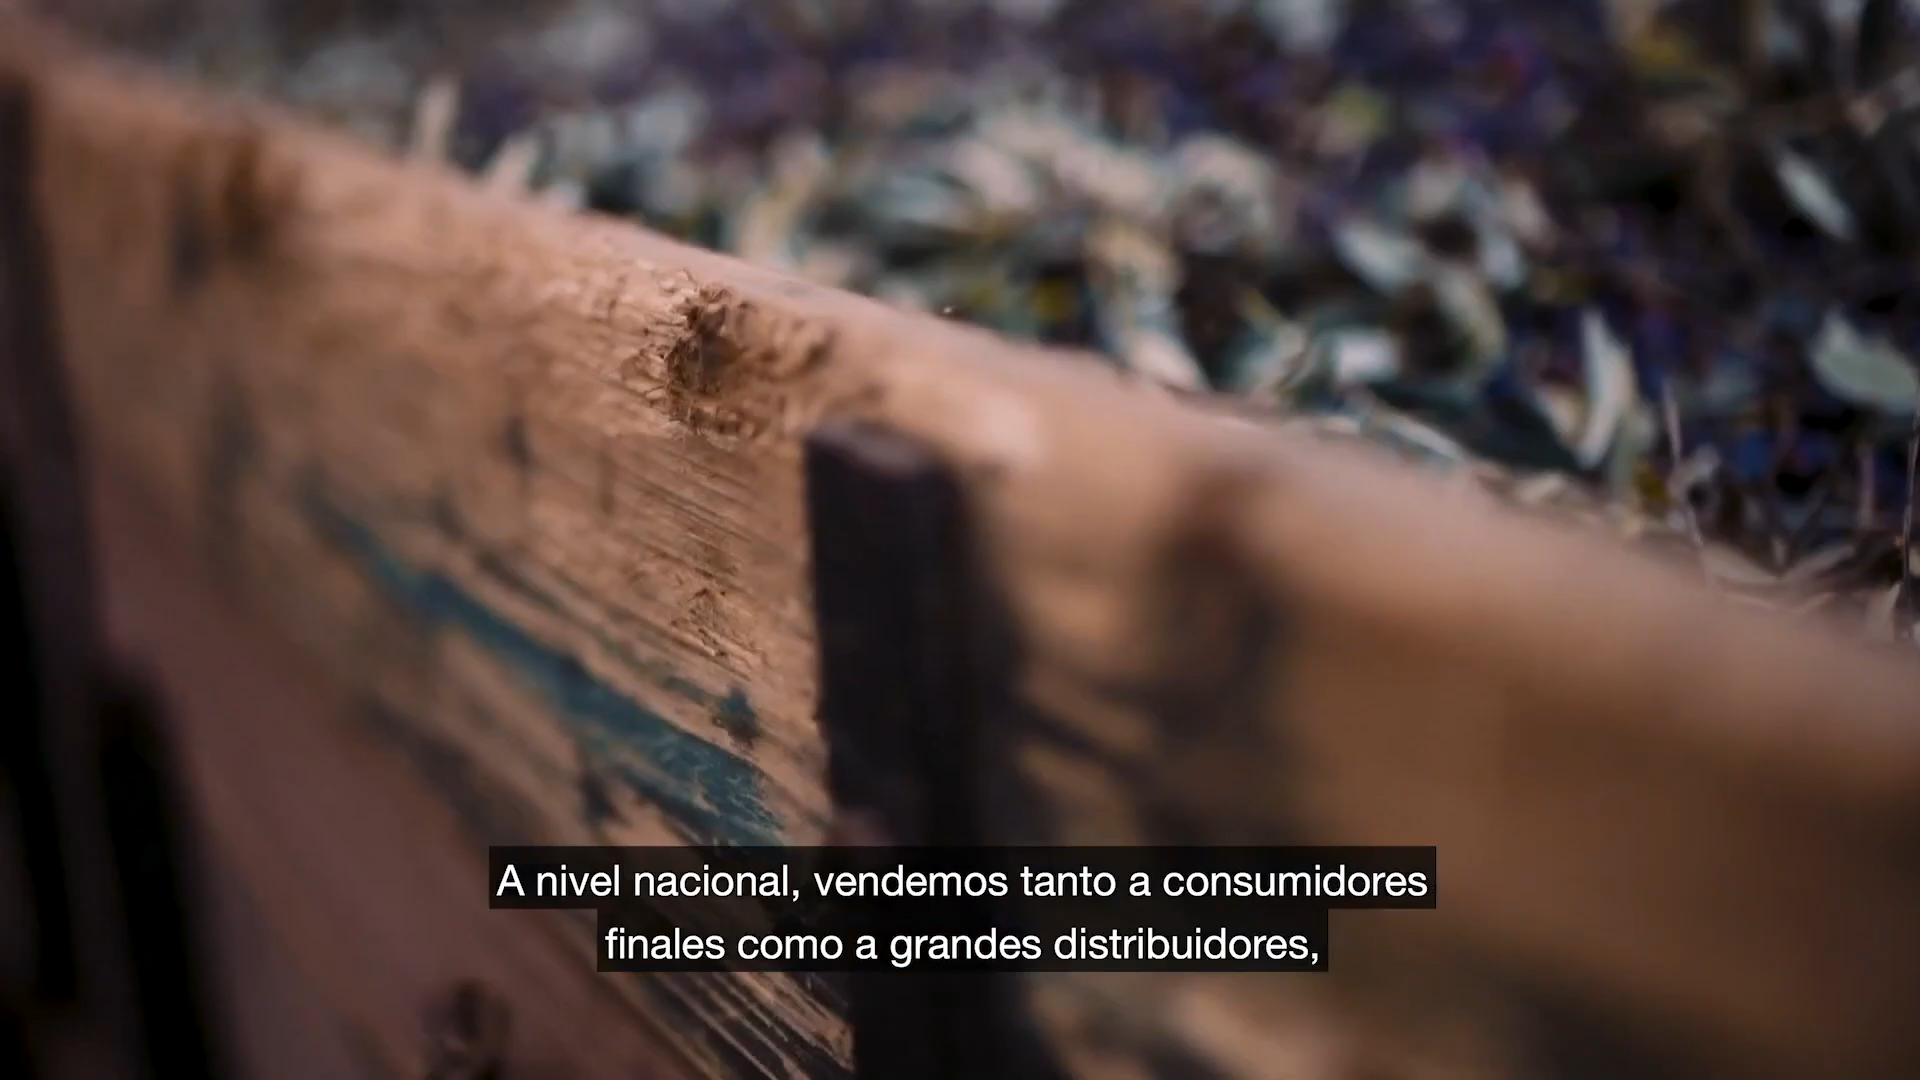 A nivel nacional, vendemos tanto a consumidores
finales como a grandes distribuidores,